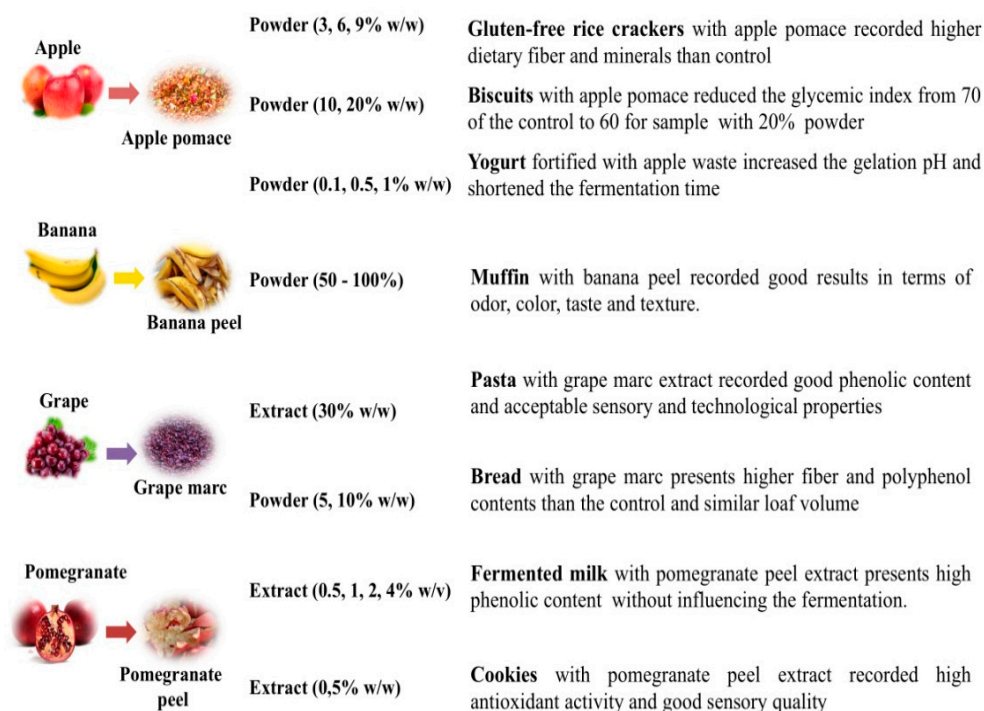 Apple
Apple pomace
Powder (3, 6, 9% w/w)
Gluten-free rice crackers with apple pomace recorded higher
dietary fiber and minerals than control
Powder (10, 20% w/w)
Biscuits with apple pomace reduced the glycemic index from 70
of the control to 60 for sample with 20% powder
Powder (0.1, 0.5, 1% w/w)
Yogurt fortified with apple waste increased the gelation pH and
shortened the fermentation time
Banana
Banana peel
Powder (50 - 100%)
Muffin with banana peel recorded good results in terms of
odor, color, taste and texture.
Grape
Grape marc
Extract (30% w/w)
Pasta with grape marc extract recorded good phenolic content
and acceptable sensory and technological properties
Powder (5, 10% w/w)
Bread with grape marc presents higher fiber and polyphenol
contents than the control and similar loaf volume
Pomegranate
Pomegranate
peel
Extract (0.5, 1, 2, 4% w/v)
Fermented milk with pomegranate peel extract presents high
phenolic content without influencing the fermentation.
Extract (0,5% w/w)
Cookies with pomegranate peel extract recorded high
antioxidant activity and good sensory quality